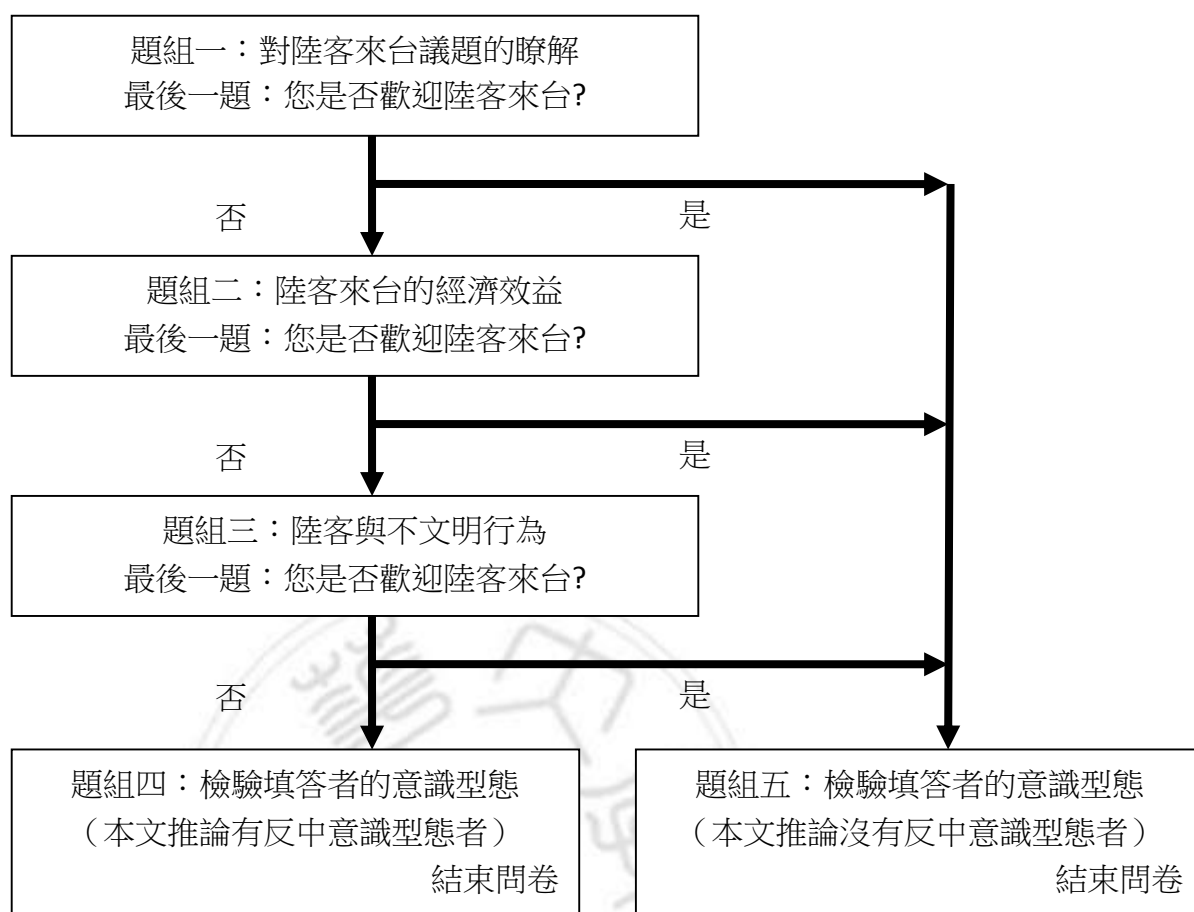 題組一：對陸客來台議題的瞭解
最後一題：您是否歡迎陸客來台?
否
是
題組二：陸客來台的經濟效益
最後一題：您是否歡迎陸客來台?
否
是
題組三：陸客與不文明行為
最後一題：您是否歡迎陸客來台?
否
是
題組四：檢驗填答者的意識型態
（本文推論有反中意識型態者）
結束問卷
題組五：檢驗填答者的意識型態
（本文推論沒有反中意識型態者）
結束問卷